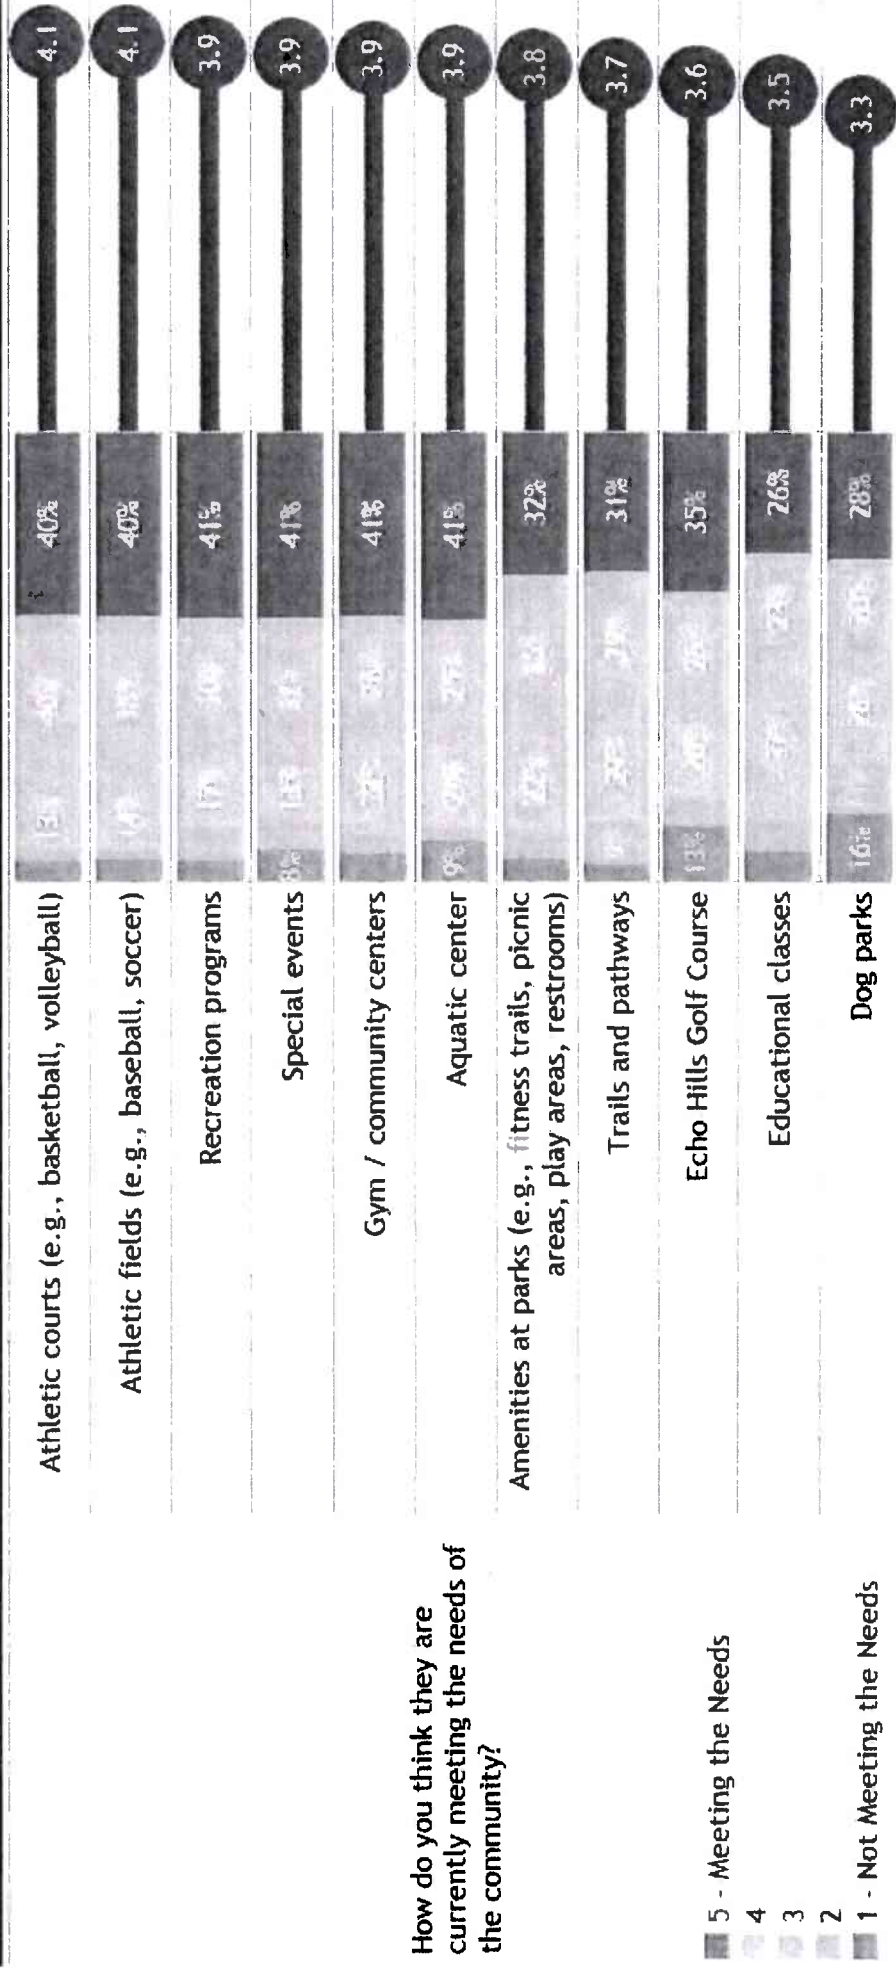 How do you think they are
currently meeting the needs of
the community?
5 - Meeting the Needs
4
3
2
1 - Not Meeting the Needs
Athletic courts (e.g., basketball, volleyball) 13% 40% 4.1
Athletic fields (e.g., baseball, soccer) 40% 4.1
Recreation programs 41% 3.9
Special events 8% 41% 3.9
Gym / community centers 41% 3.9
Aquatic center 9% 41% 3.9
Amenities at parks (e.g., fitness trails, picnic
areas, play areas, restrooms) 32% 3.8
Trails and pathways 31% 3.7
Echo Hills Golf Course 13% 35% 3.6
Educational classes 26% 3.5
Dog parks 16% 28% 3.3